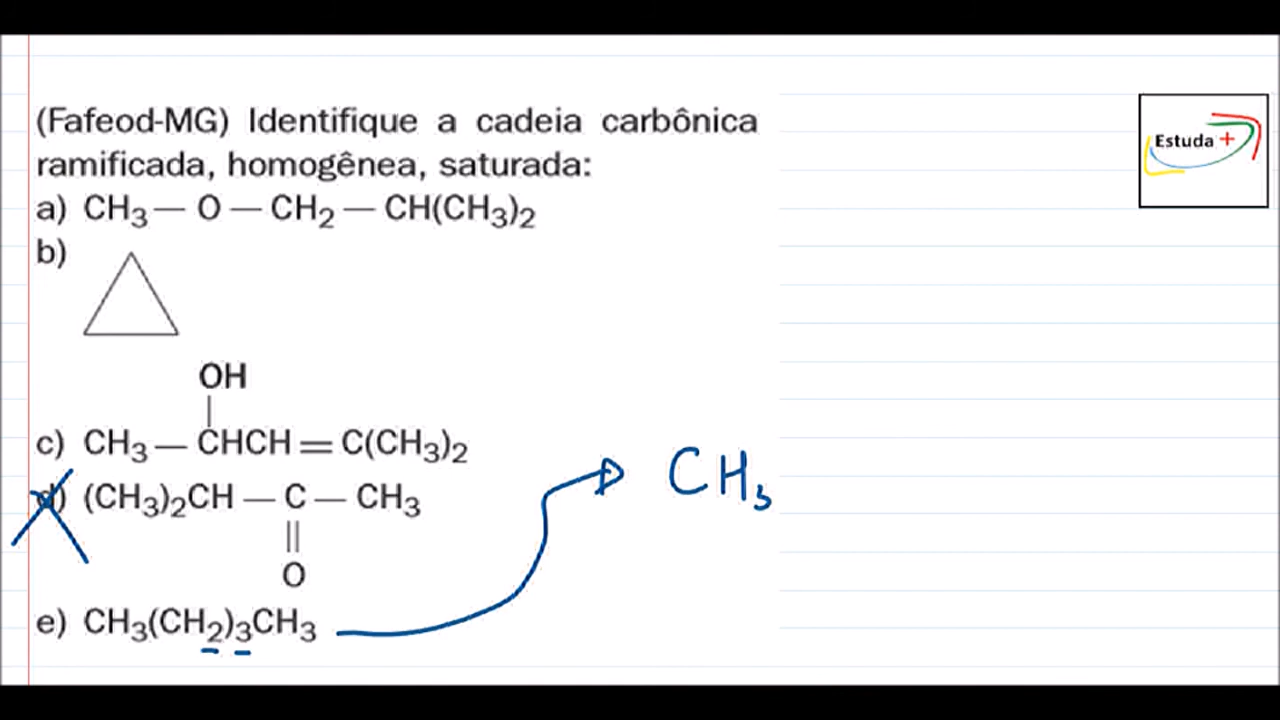 (Fafeod-MG) Identifique a cadeia carbônica
ramificada, homogênea, saturada:
Estuda +
a) CH₃ — O — CH₂ — CH(CH₃)₂
b)
OH
|
c) CH₃ — CHCH = C(CH₃)₂
CH₃
d) (CH₃)₂CH — C — CH₃
||
O
e) CH₃(CH₂)₃CH₃